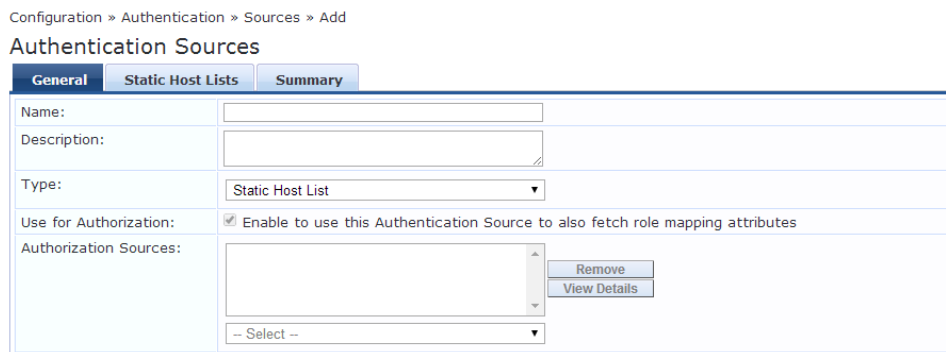 Configuration » Authentication » Sources » Add
Authentication Sources
General Static Host Lists Summary
Name:
Description:
Type: Static Host List
Use for Authorization: Enable to use this Authentication Source to also fetch role mapping attributes
Authorization Sources:
Remove
View Details
-- Select --